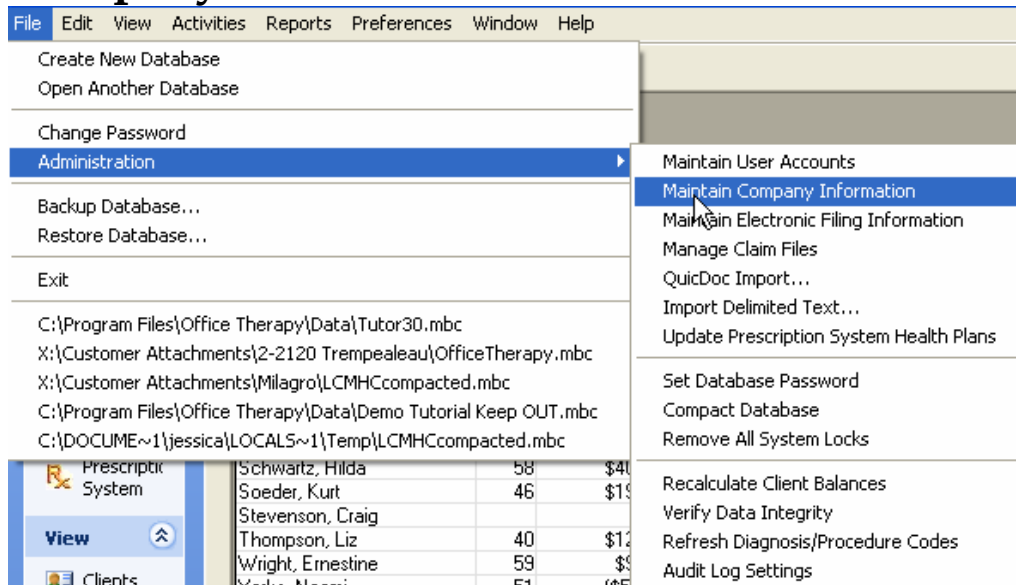 File Edit View Activities Reports Preferences Window Help
Create New Database
Open Another Database
Change Password
Administration
Backup Database...
Restore Database...
Exit
C:\Program Files\Office Therapy\Data\Tutor30.mbc
X:\Customer Attachments\2-2120 Trempealeau\OfficeTherapy.mbc
X:\Customer Attachments\Milagro\LCMHCcompacted.mbc
C:\Program Files\Office Therapy\Data\Demo Tutorial Keep OUT.mbc
C:\DOCUME~1\jessica\LOCALS~1\Temp\LCMHCcompacted.mbc
Maintain User Accounts
Maintain Company Information
Maintain Electronic Filing Information
Manage Claim Files
QuicDoc Import...
Import Delimited Text...
Update Prescription System Health Plans
Set Database Password
Compact Database
Remove All System Locks
Recalculate Client Balances
Verify Data Integrity
Refresh Diagnosis/Procedure Codes
Audit Log Settings
System
View
Clients
Schwartz, Hilda 58
Soeder, Kurt 46
Stevenson, Craig
Thompson, Liz 40
Wright, Ernestine 59